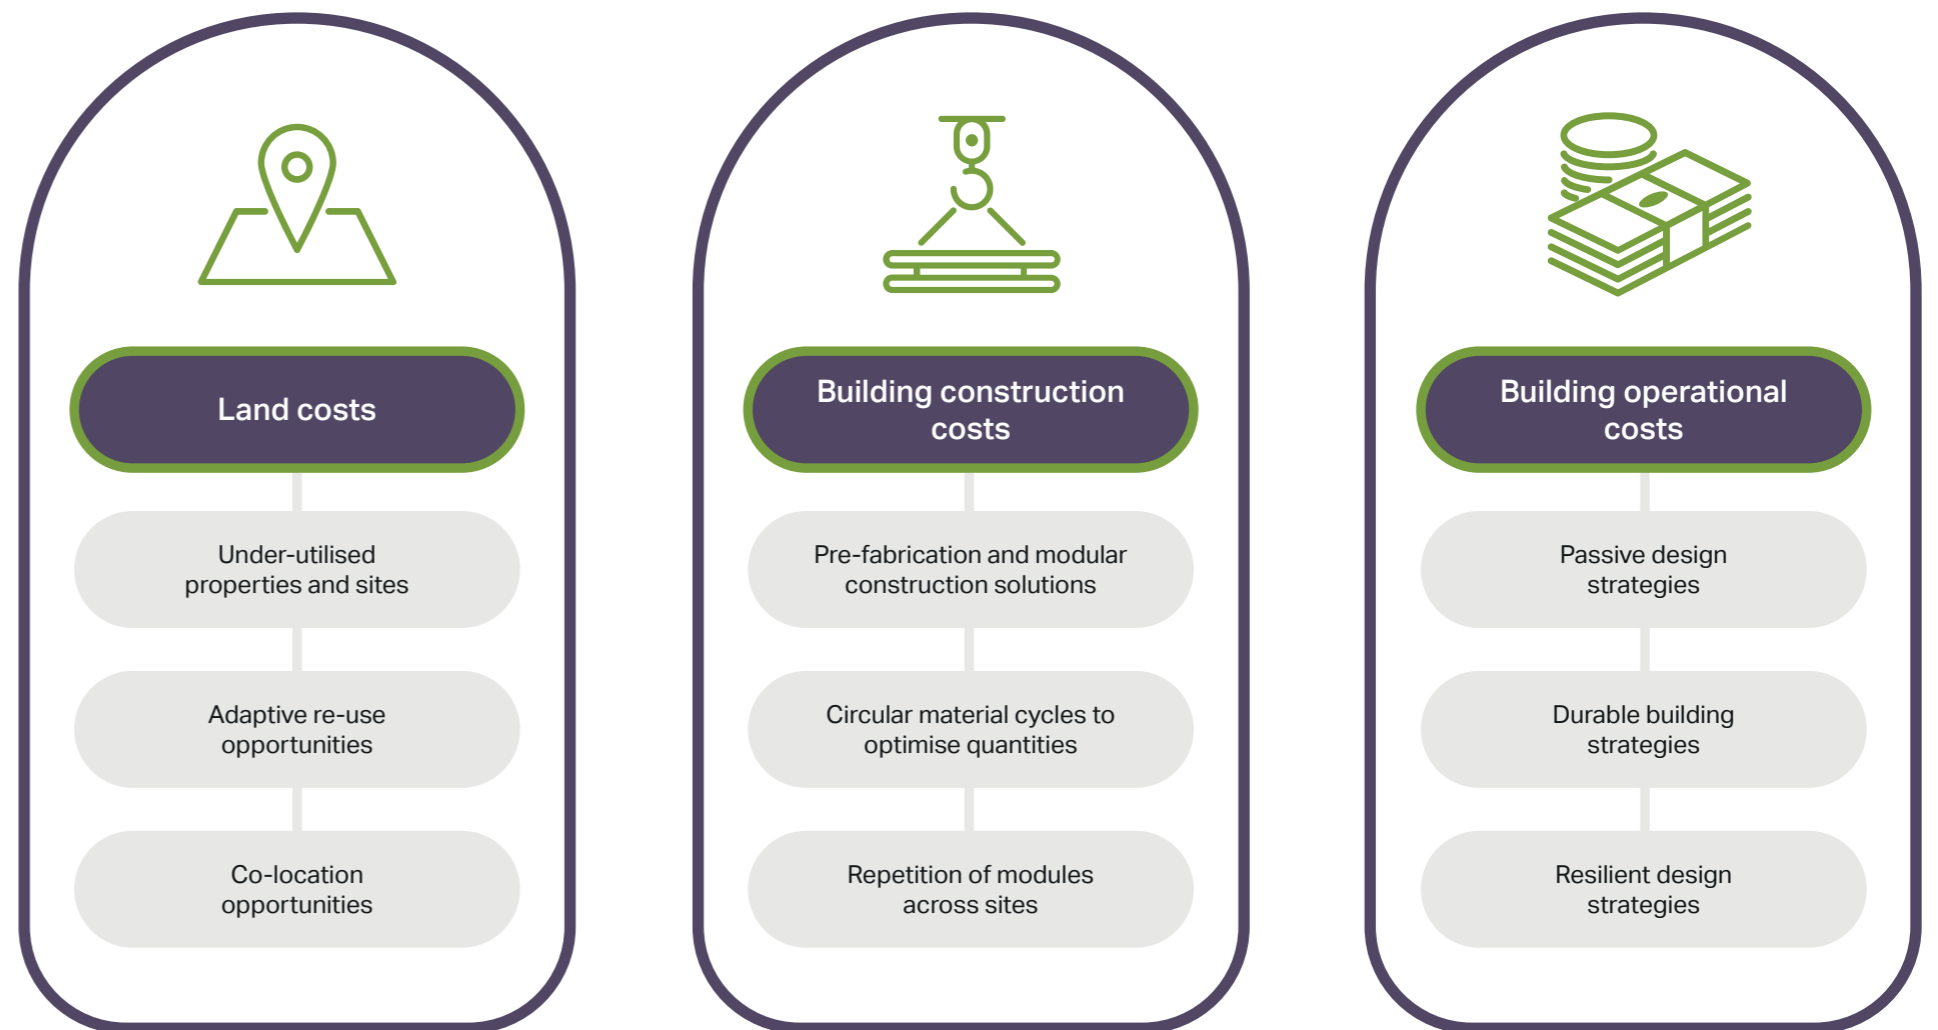 Land costs
Under-utilised
properties and sites
Adaptive re-use
opportunities
Co-location
opportunities
Building construction
costs
Pre-fabrication and modular
construction solutions
Circular material cycles to
optimise quantities
Repetition of modules
across sites
Building operational
costs
Passive design
strategies
Durable building
strategies
Resilient design
strategies